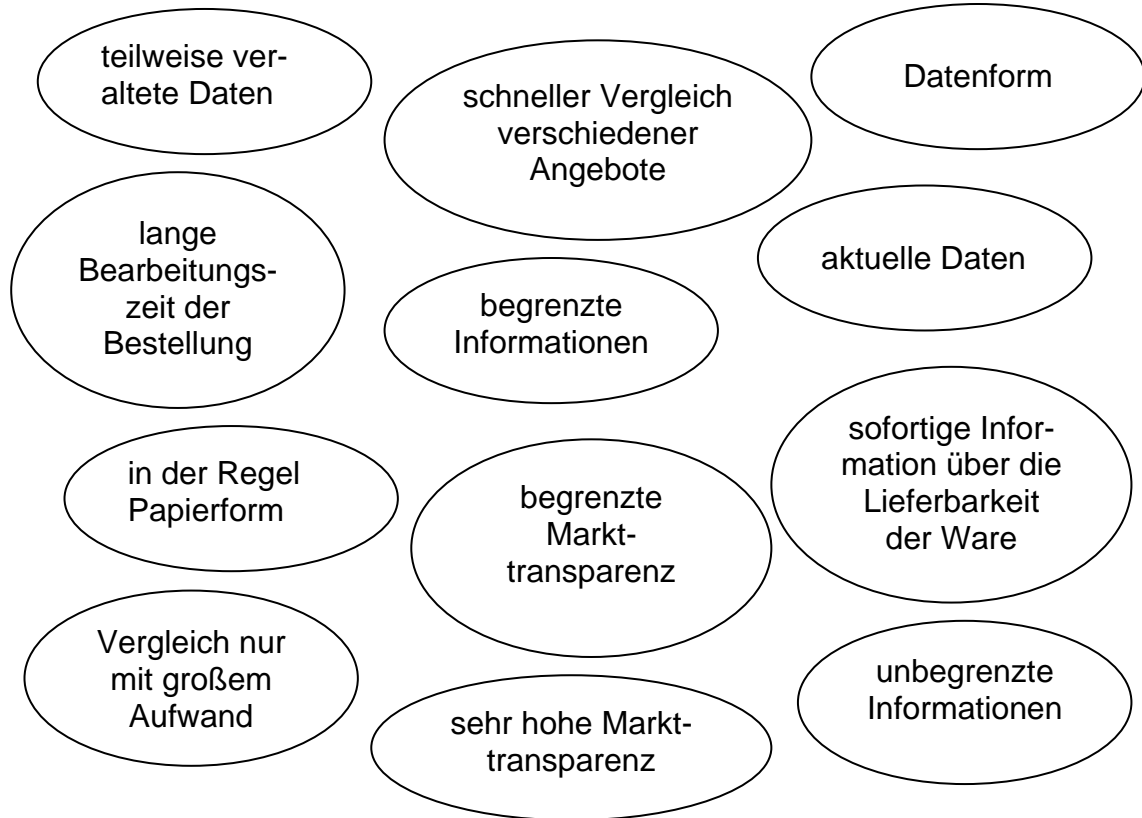 teilweise ver-
altete Daten
schneller Vergleich
verschiedener
Angebote
Datenform
lange
Bearbeitungs-
zeit der
Bestellung
begrenzte
Informationen
aktuelle Daten
in der Regel
Papierform
begrenzte
Markt-
transparenz
sofortige Infor-
mation über die
Lieferbarkeit
der Ware
Vergleich nur
mit großem
Aufwand
sehr hohe Markt-
transparenz
unbegrenzte
Informationen